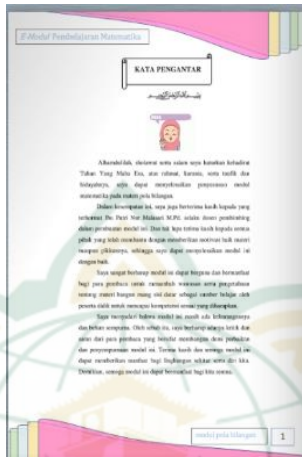 E-Modul Pembelajaran Matematika
KATA PENGANTAR
Alhamdulillah, sholawat serta salam saya haturkan kehadirat
Tuhan Yang Maha Esa, atas rahmat, karunia, serta taufik dan
hidayahnya, saya dapat menyelesaikan penyusunan modul
matematika pada materi pola bilangan.
Dalam kesempatan ini, saya juga berterima kasih kepada yang
terhormat Ibu Putri Nur Malasari M.Pd. selaku dosen pembimbing
dalam pembuatan modul ini. Dan tak lupa terima kasih kepada semua
pihak yang telah membantu dengan memberikan motivasi baik materi
maupun pikirannya, sehingga saya dapat menyelesaikan modul ini
dengan baik.
Saya sangat berharap modul ini dapat berguna dan bermanfaat
bagi para pembaca untuk menambah wawasan serta pengetahuan
tentang materi bangun ruang sisi datar sebagai sumber belajar oleh
peserta didik untuk mencapai kompetensi sesuai yang diharapkan.
Saya menyadari bahwa modul ini masih ada kekurangannya
dan belum sempurna. Oleh sebab itu, saya berharap adanya kritik dan
saran dari para pembaca yang bersifat membangun demi perbaikan
dan penyempurnaan modul ini. Terima kasih dan semoga modul ini
dapat memberikan manfaat bagi lingkungan sekitar serta diri kita.
Demikian, semoga modul ini dapat bermanfaat bagi kita semua.
modul pola bilangan 1